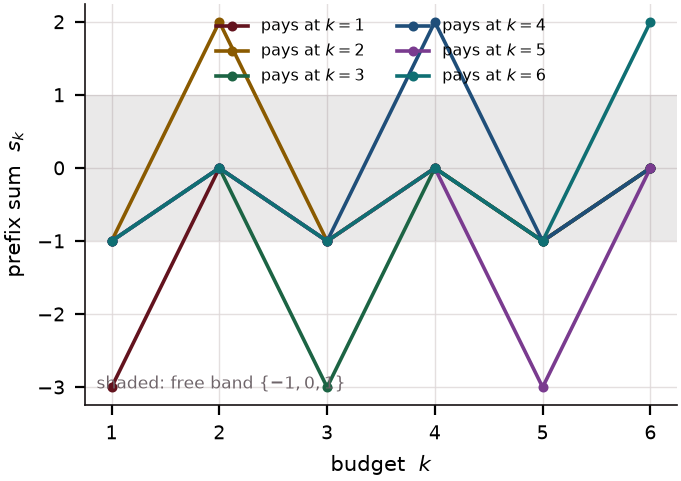 pays at k = 1
pays at k = 2
pays at k = 3
pays at k = 4
pays at k = 5
pays at k = 6
2
1
0
−1
−2
−3
prefix sum s_k
shaded: free band {−1, 0, 1}
1 2 3 4 5 6
budget k